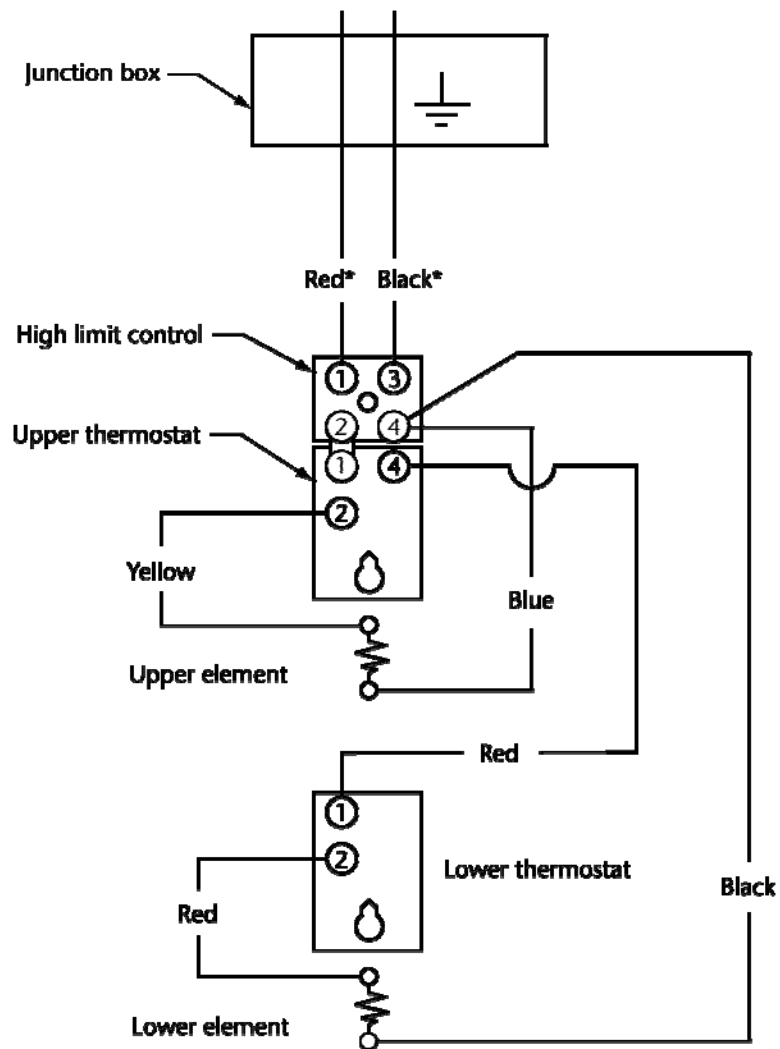 Junction box
Red* Black*
High limit control
1 3
2 4
Upper thermostat
1 4
2
Yellow
Blue
Upper element
Red
1
2
Lower thermostat
Black
Red
Lower element